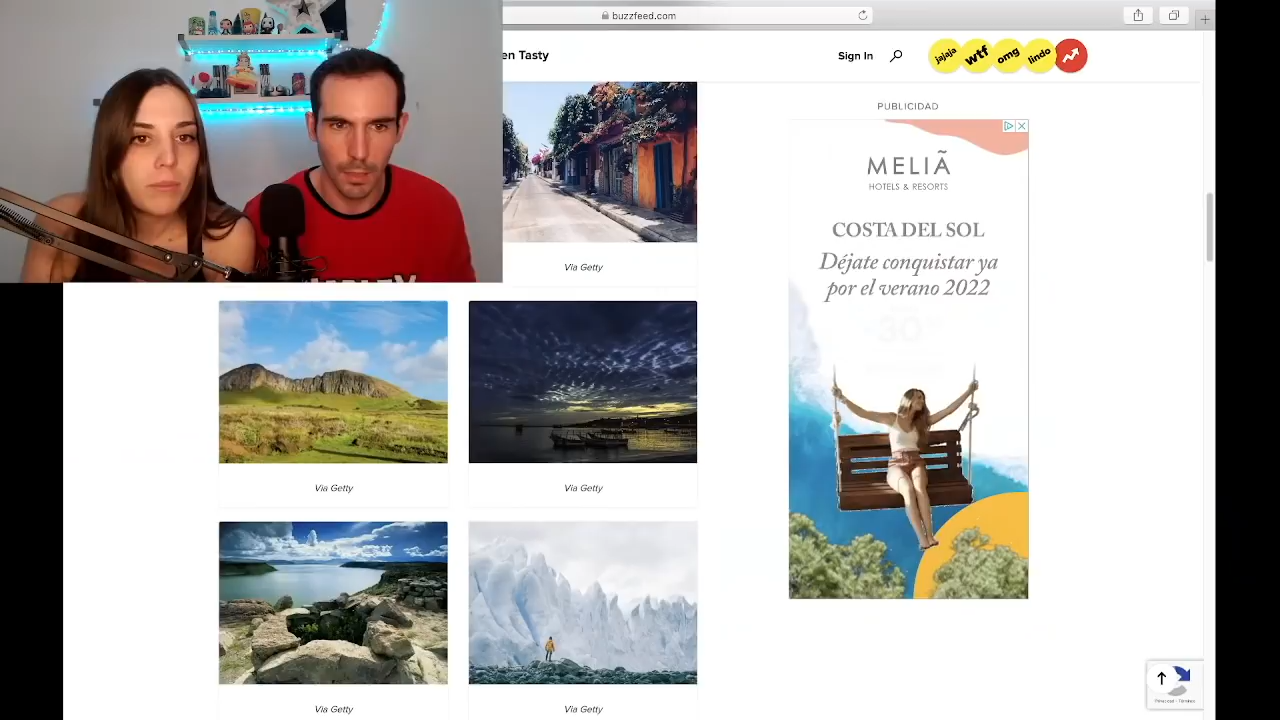 buzzfeed.com
en Tasty
Sign In
jajaja
wtf
omg
lindo
PUBLICIDAD
MELIÃ
HOTELS & RESORTS
COSTA DEL SOL
Déjate conquistar ya
por el verano 2022
30
Via Getty
Via Getty
Via Getty
Via Getty
Via Getty